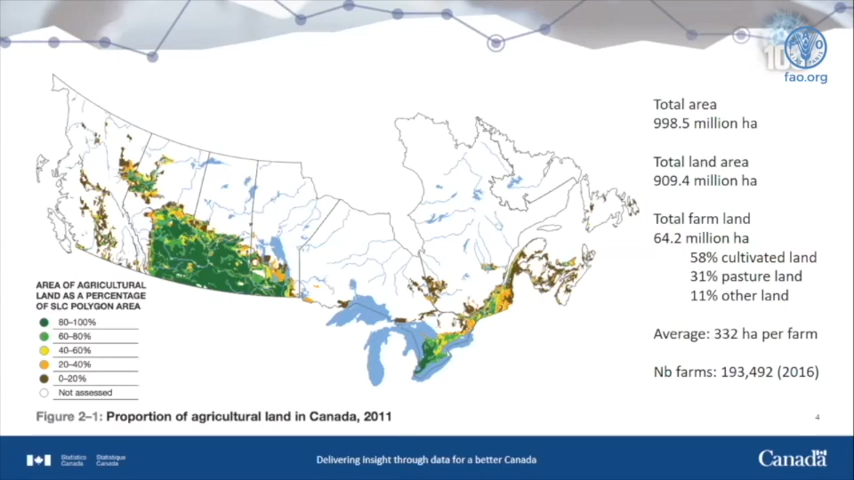 10
FAO
fao.org
Total area
998.5 million ha
Total land area
909.4 million ha
Total farm land
64.2 million ha
58% cultivated land
31% pasture land
11% other land
Average: 332 ha per farm
Nb farms: 193,492 (2016)
AREA OF AGRICULTURAL
LAND AS A PERCENTAGE
OF SLC POLYGON AREA
80–100%
60–80%
40–60%
20–40%
0–20%
Not assessed
Figure 2–1: Proportion of agricultural land in Canada, 2011
4
Statistics Statistique
Canada Canada
Delivering insight through data for a better Canada
Canada